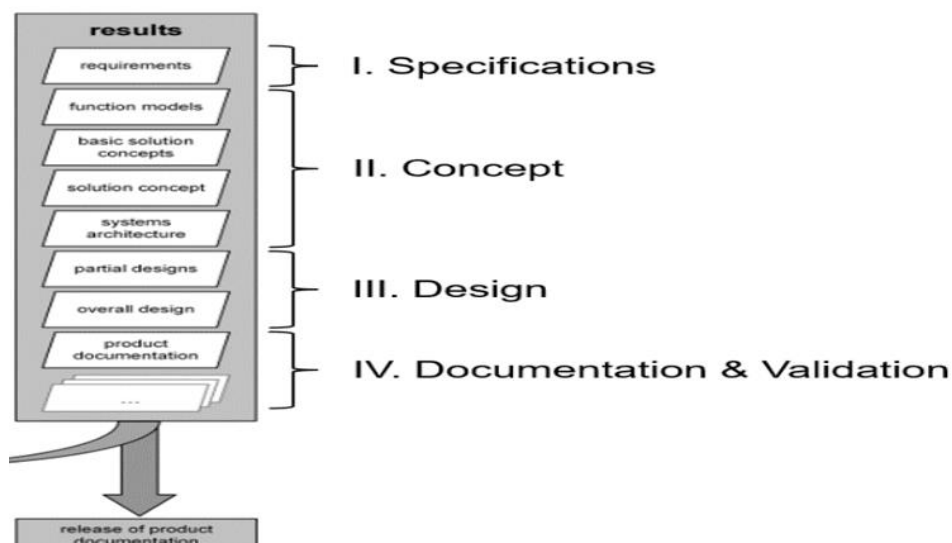 results
requirements
I. Specifications
function models
basic solution
concepts
solution concept
systems
architecture
II. Concept
partial designs
overall design
III. Design
product
documentation
...
IV. Documentation & Validation
release of product
documentation